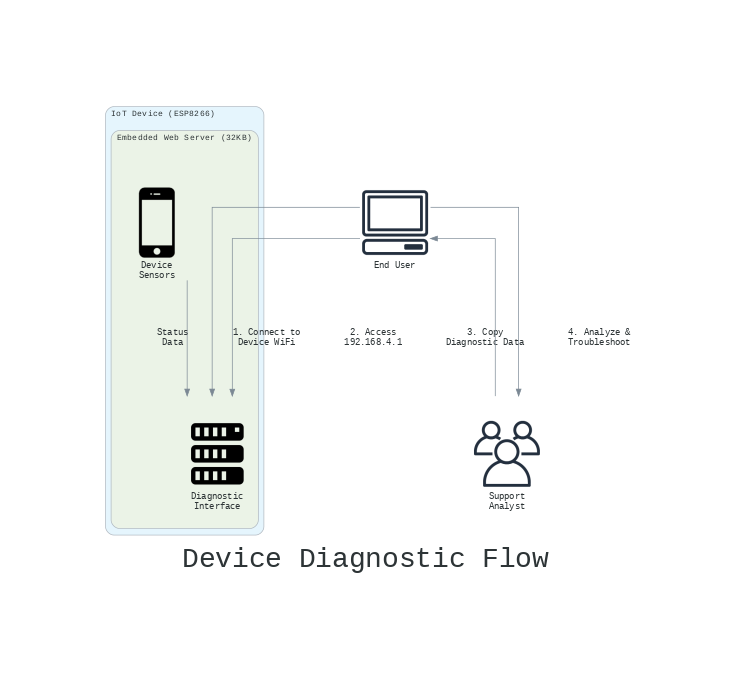 IoT Device (ESP8266)
Embedded Web Server (32KB)
Device
Sensors
End User
Status
Data
1. Connect to
Device WiFi
2. Access
192.168.4.1
3. Copy
Diagnostic Data
4. Analyze &
Troubleshoot
Diagnostic
Interface
Support
Analyst
Device Diagnostic Flow